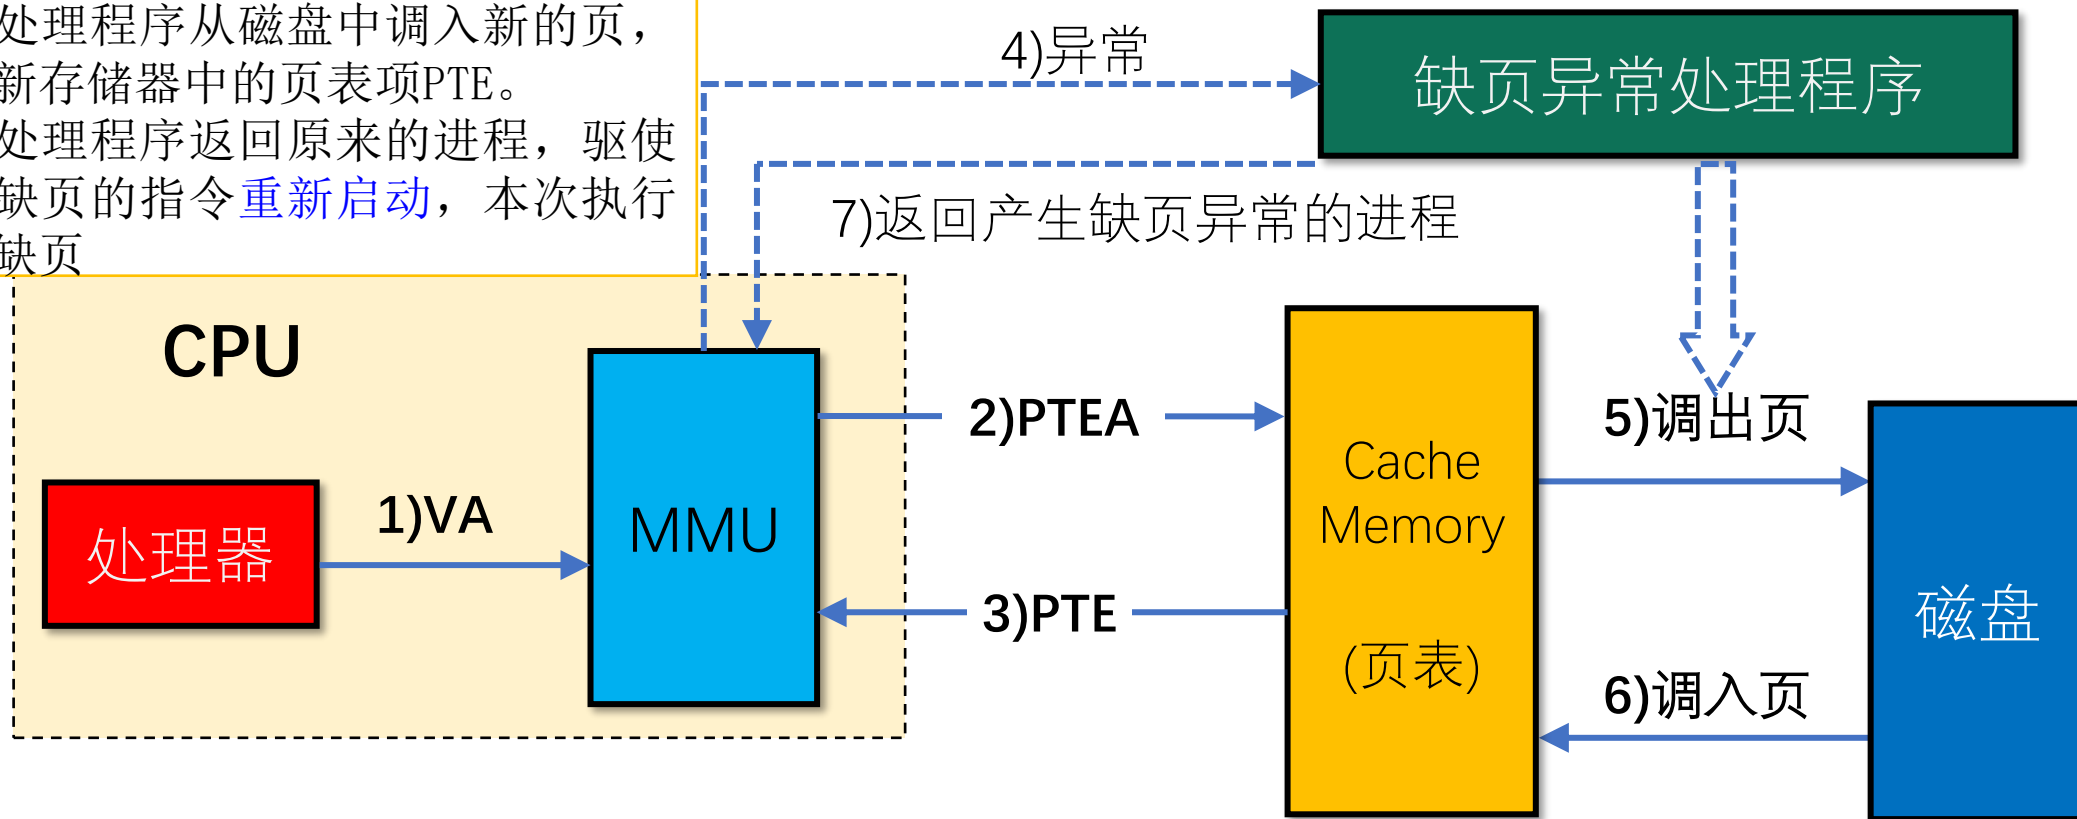 处理程序从磁盘中调入新的页，
新存储器中的页表项PTE。
处理程序返回原来的进程，驱使
缺页的指令重新启动，本次执行
缺页
4)异常
缺页异常处理程序
7)返回产生缺页异常的进程
CPU
2)PTEA
5)调出页
Cache
Memory
1)VA
MMU
处理器
3)PTE
(页表)
磁盘
6)调入页